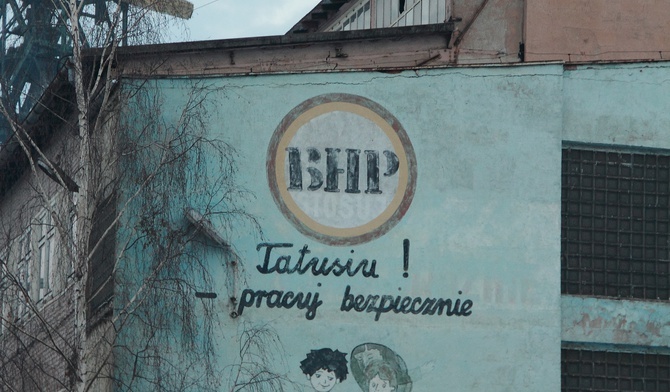 BHP
Tatusiu !
- pracuj bezpiecznie